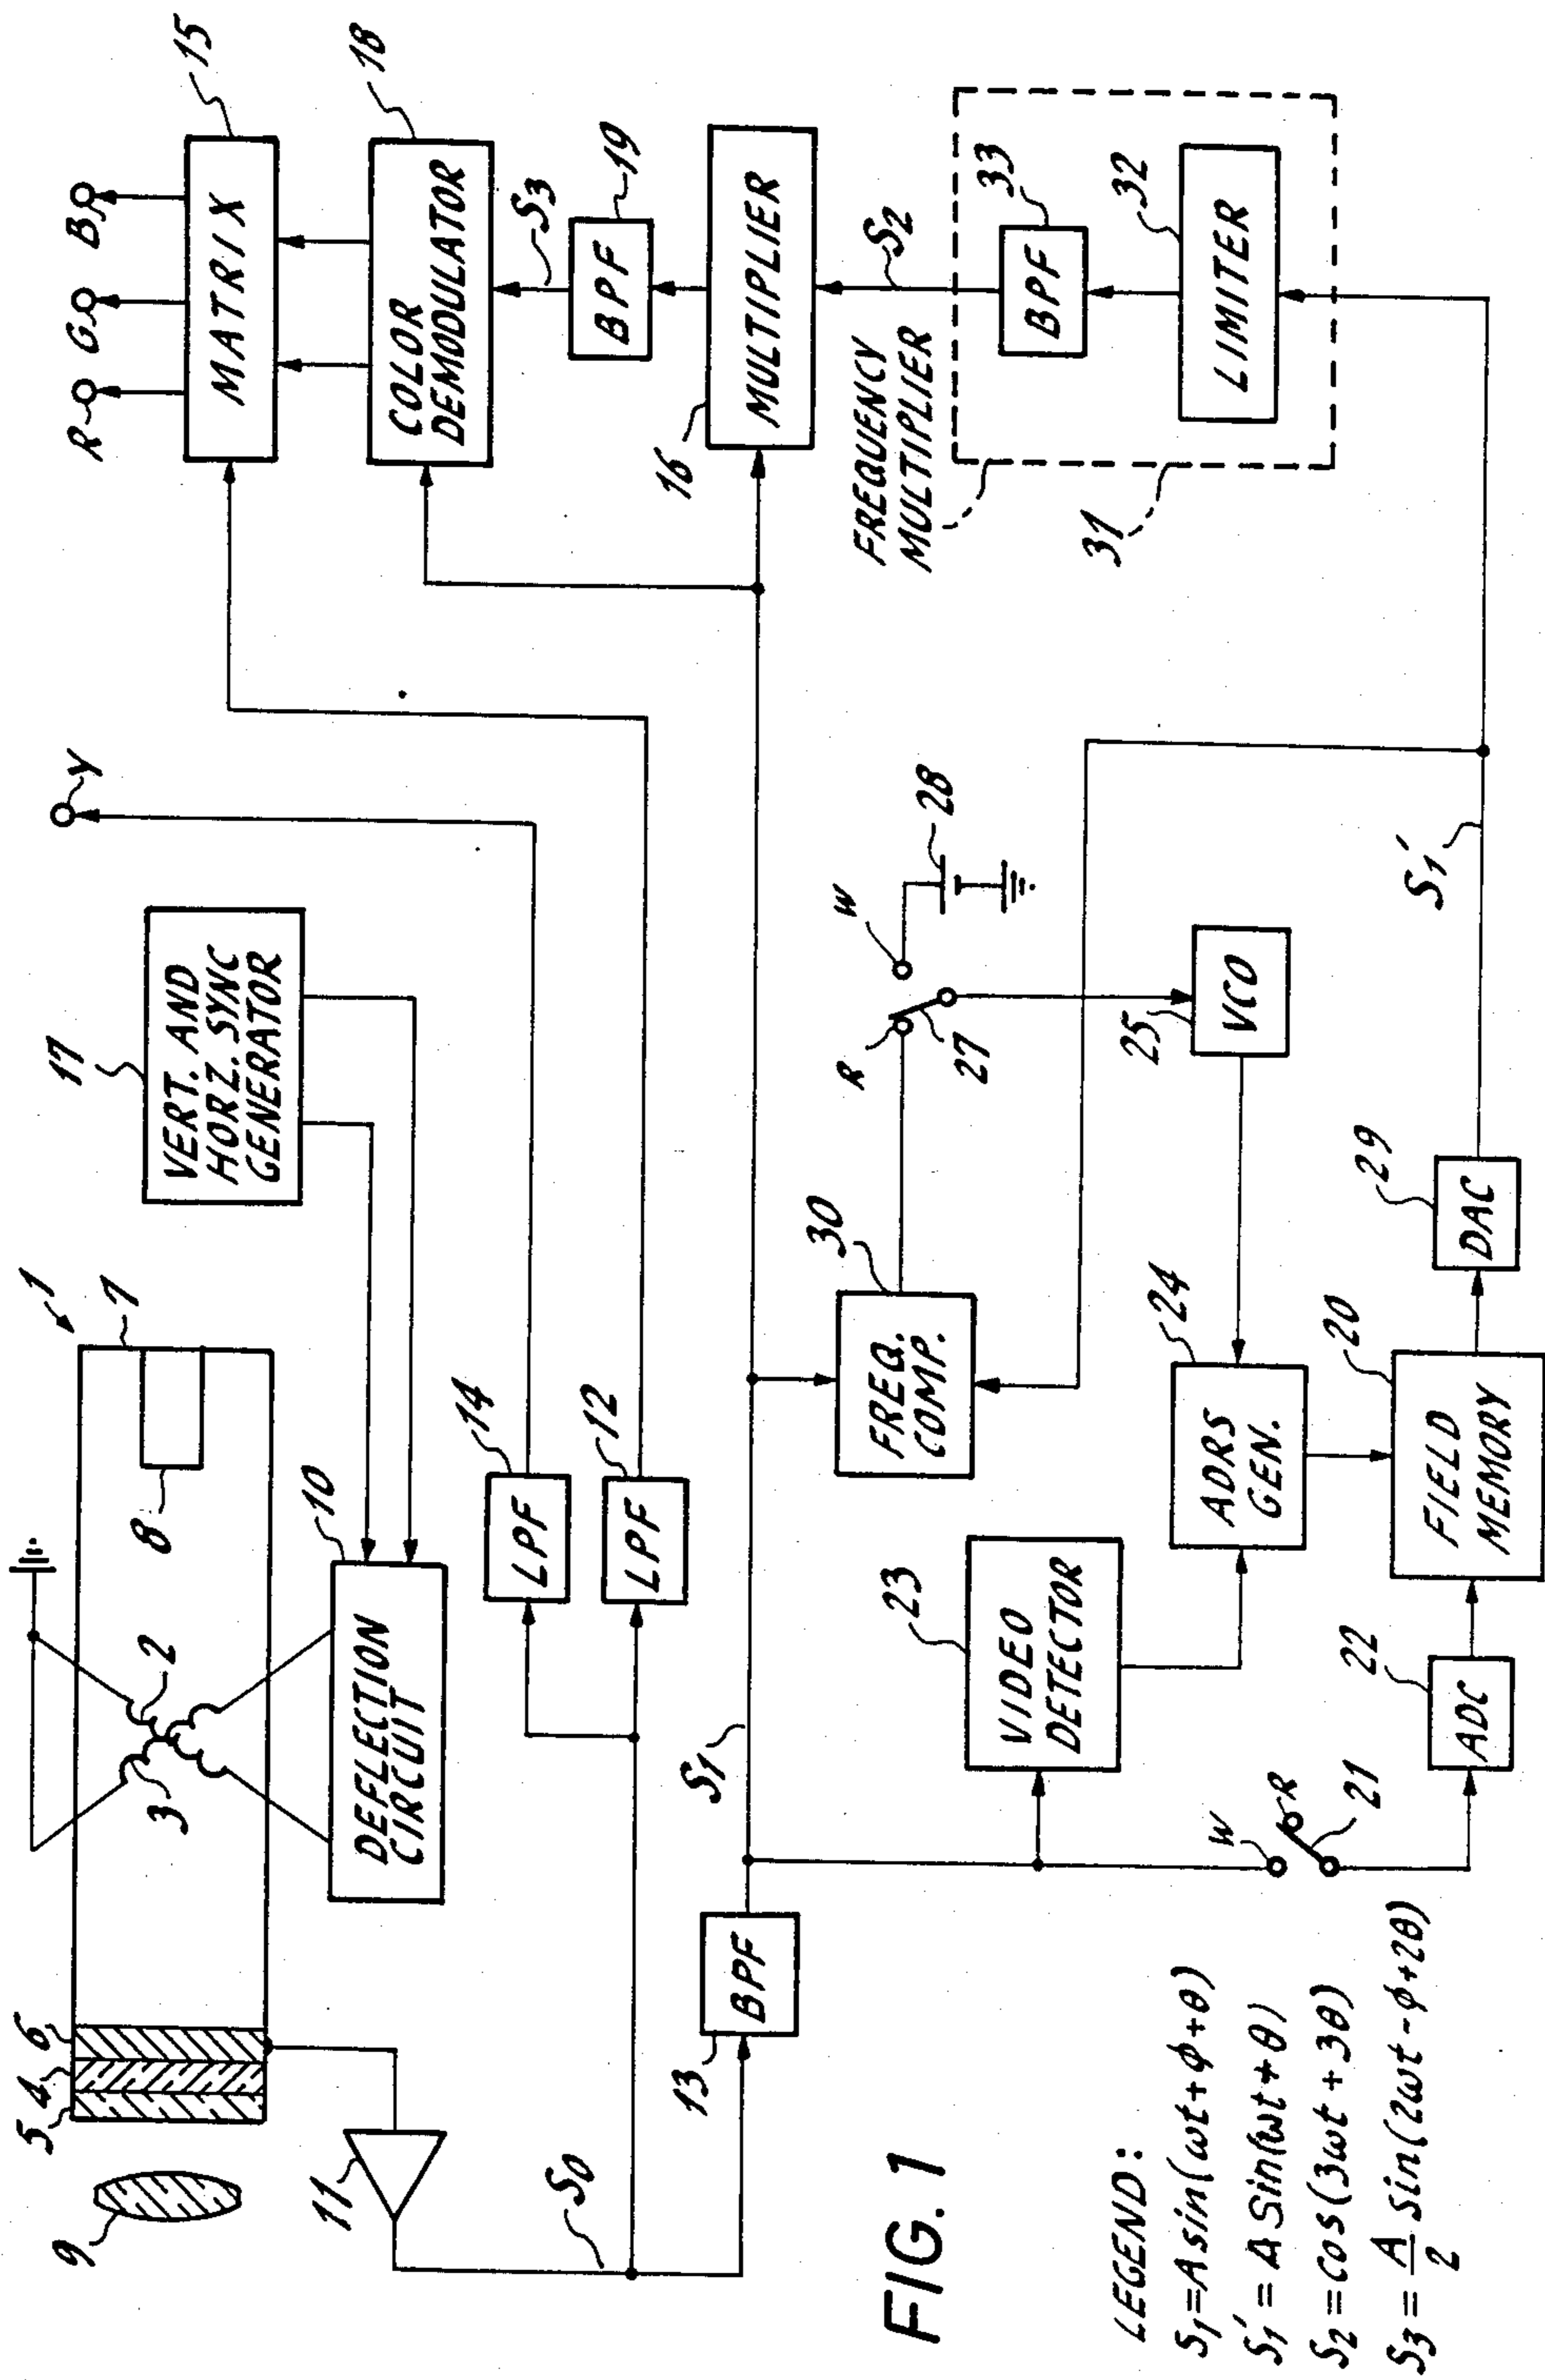 1
7
8
2
3
6
4
5
9
10
DEFLECTION
CIRCUIT
17
VERT. AND
HORZ. SYNC
GENERATOR
11
S0
14
LPF
12
LPF
Y
R
G
B
15
MATRIX
18
COLOR
DEMODULATOR
S3
19
BPF
16
MULTIPLIER
S2
FREQUENCY
MULTIPLIER
33
BPF
32
LIMITER
31
13
BPF
S1
23
VIDEO
DETECTOR
30
FREQ.
COMP.
R
W
27
28
25
VCO
24
ADRS
GEN.
W
R
21
22
ADC
20
FIELD
MEMORY
29
DAC
S1'
FIG. 1
LEGEND:
S1=Asin(ωt+φ+θ)
S1'=ASin(ωt+θ)
S2=cos(3ωt+3θ)
S3=A/2 sin(2ωt-φ+2θ)